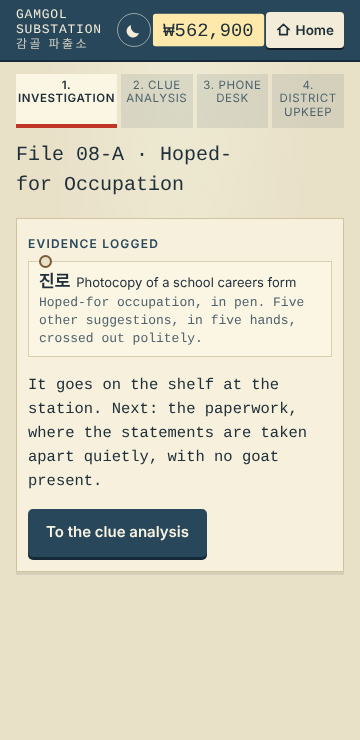 GAMGOL
SUBSTATION
감골 파출소
₩562,900
Home
1.
INVESTIGATION
2. CLUE
ANALYSIS
3. PHONE
DESK
4.
DISTRICT
UPKEEP
File 08-A · Hoped-
for Occupation
EVIDENCE LOGGED
진로 Photocopy of a school careers form
Hoped-for occupation, in pen. Five
other suggestions, in five hands,
crossed out politely.
It goes on the shelf at the
station. Next: the paperwork,
where the statements are taken
apart quietly, with no goat
present.
To the clue analysis